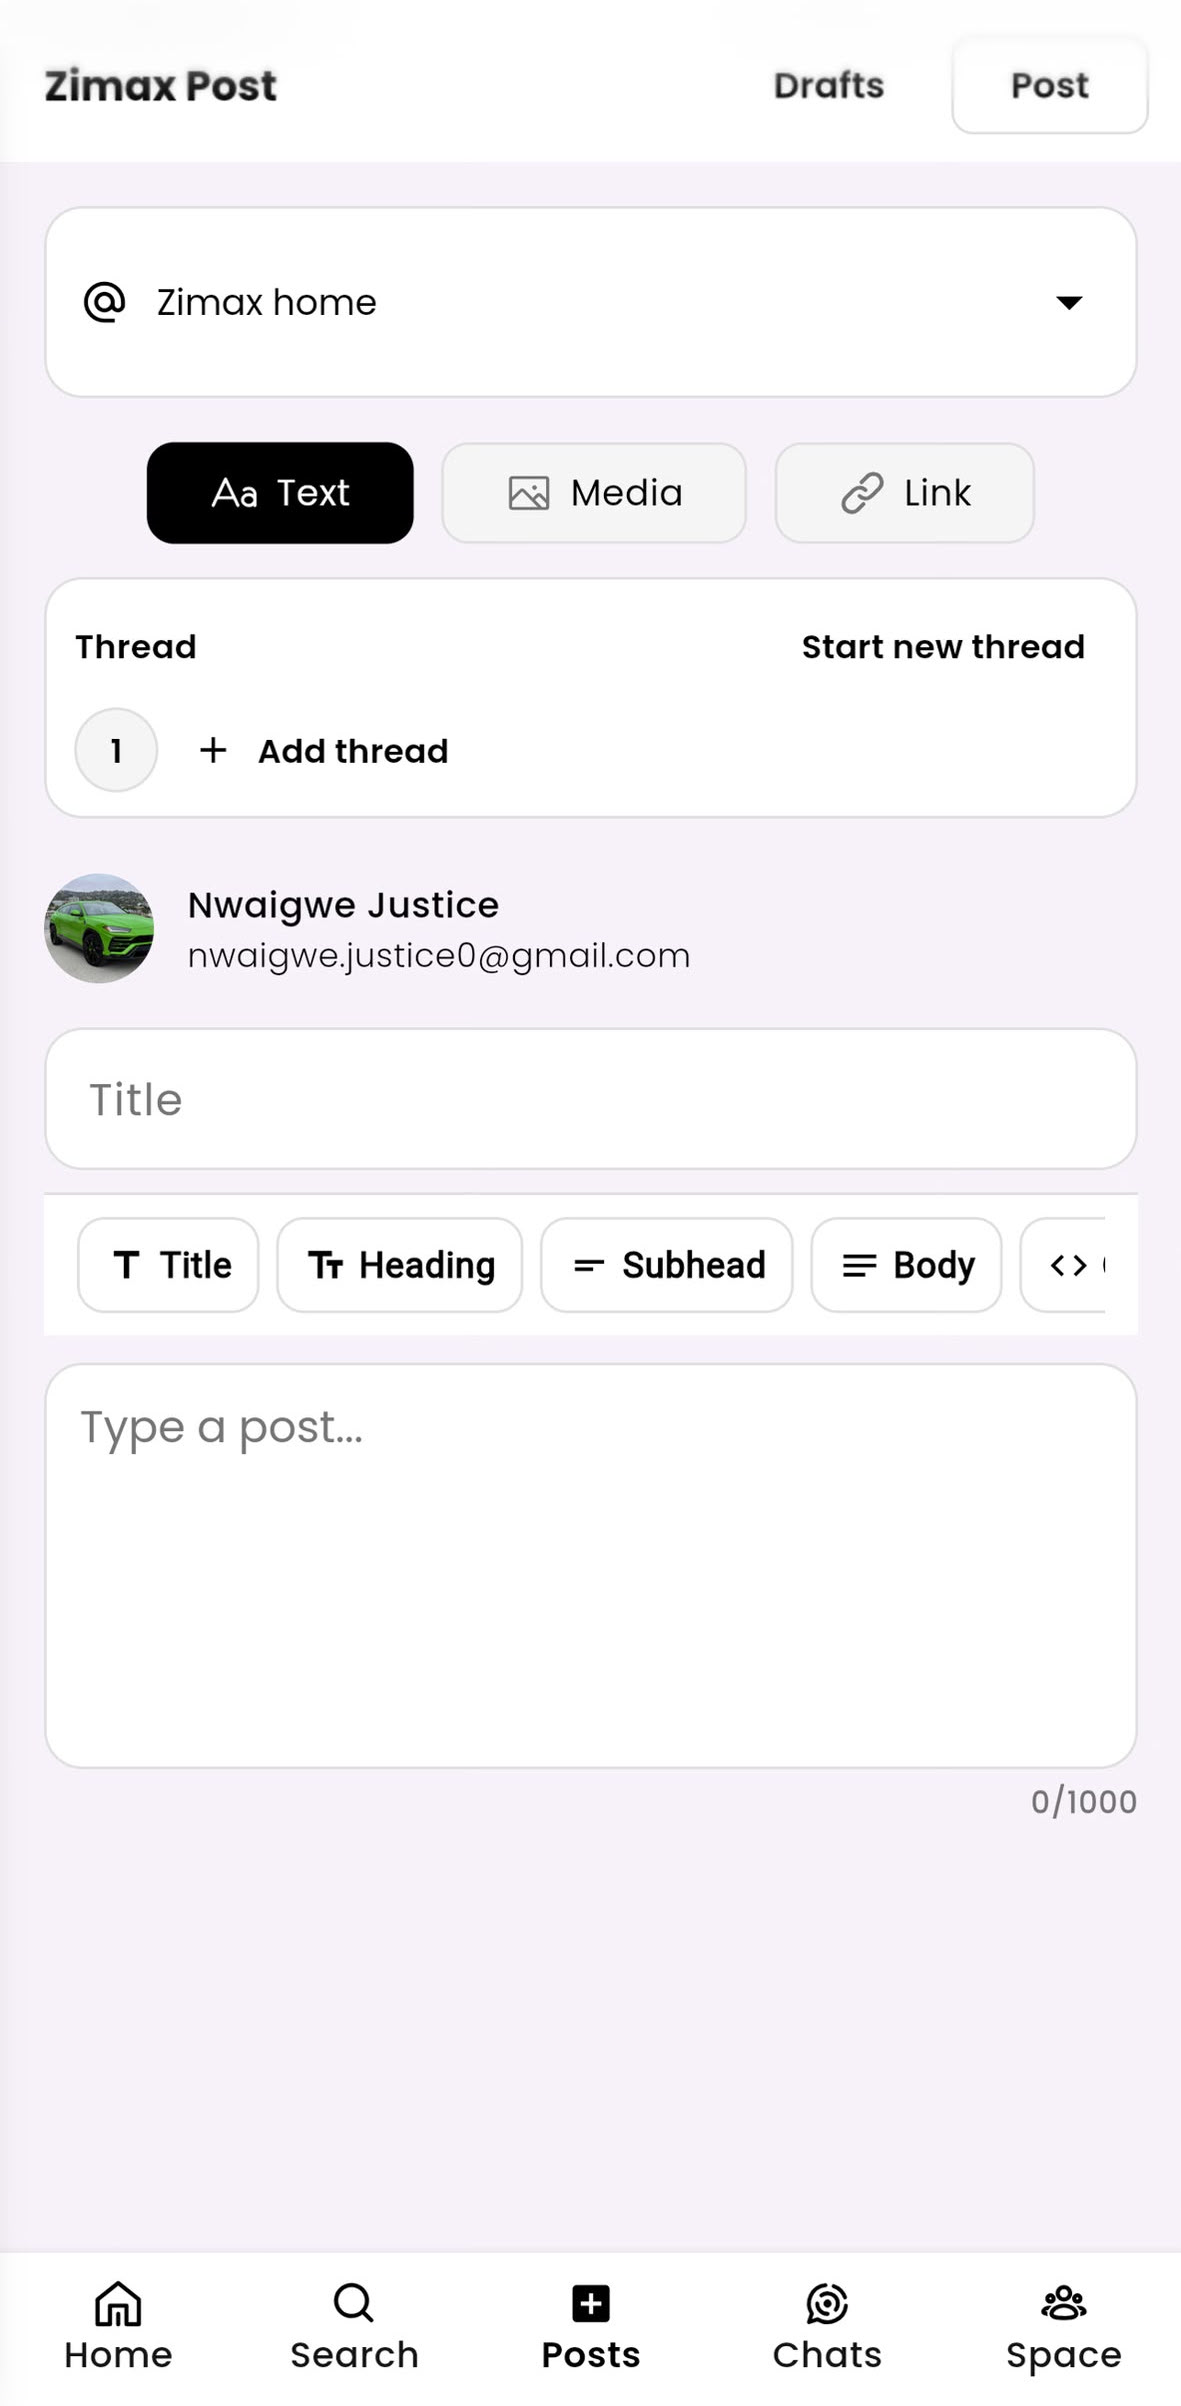 Zimax Post
Drafts
Post
@ Zimax home
Aa Text
Media
Link
Thread
Start new thread
1
+ Add thread
Nwaigwe Justice
nwaigwe.justice0@gmail.com
Title
T Title
TT Heading
= Subhead
Body
<>
Type a post...
0/1000
Home
Search
Posts
Chats
Space